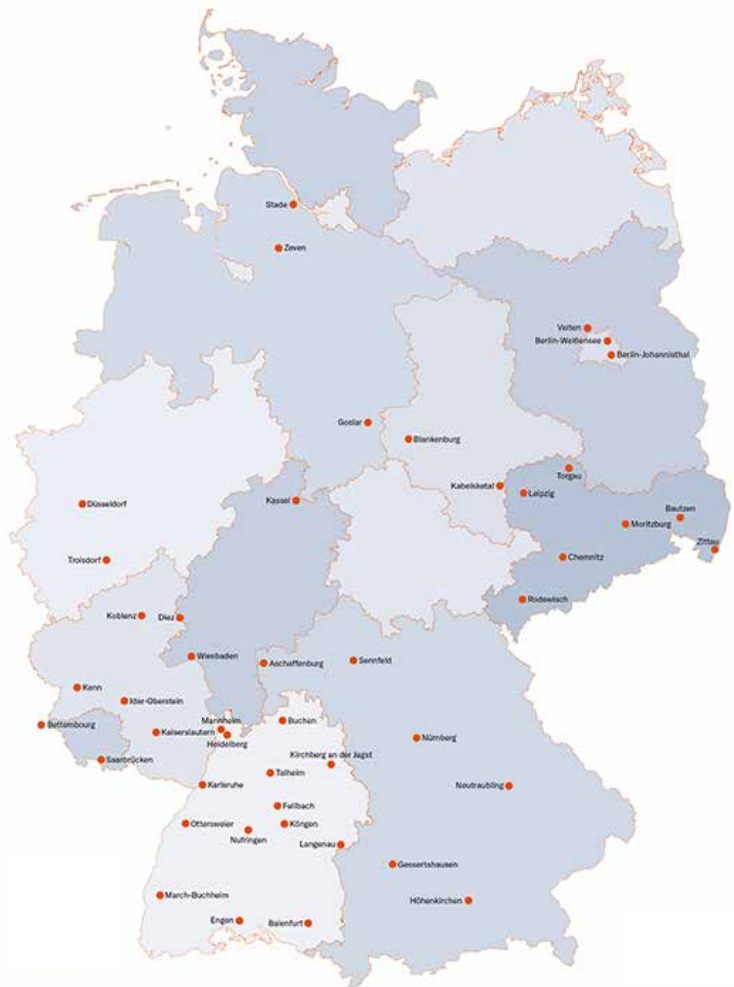 Stade
Zeven
Velten
Berlin-Weißensee
Berlin-Johannisthal
Goslar
Blankenburg
Torgau
Kabelsketal
Leipzig
Kassel
Düsseldorf
Bautzen
Moritzburg
Zittau
Troisdorf
Chemnitz
Rodewisch
Koblenz
Diez
Wiesbaden
Aschaffenburg
Sennfeld
Kenn
Idar-Oberstein
Bettembourg
Kaiserslautern
Mannheim
Heidelberg
Buchen
Nürnberg
Saarbrücken
Kirchberg an der Jagst
Talheim
Karlsruhe
Neutraubling
Fellbach
Ottersweier
Köngen
Nufringen
Langenau
Gessertshausen
March-Buchheim
Höhenkirchen
Engen
Baienfurt